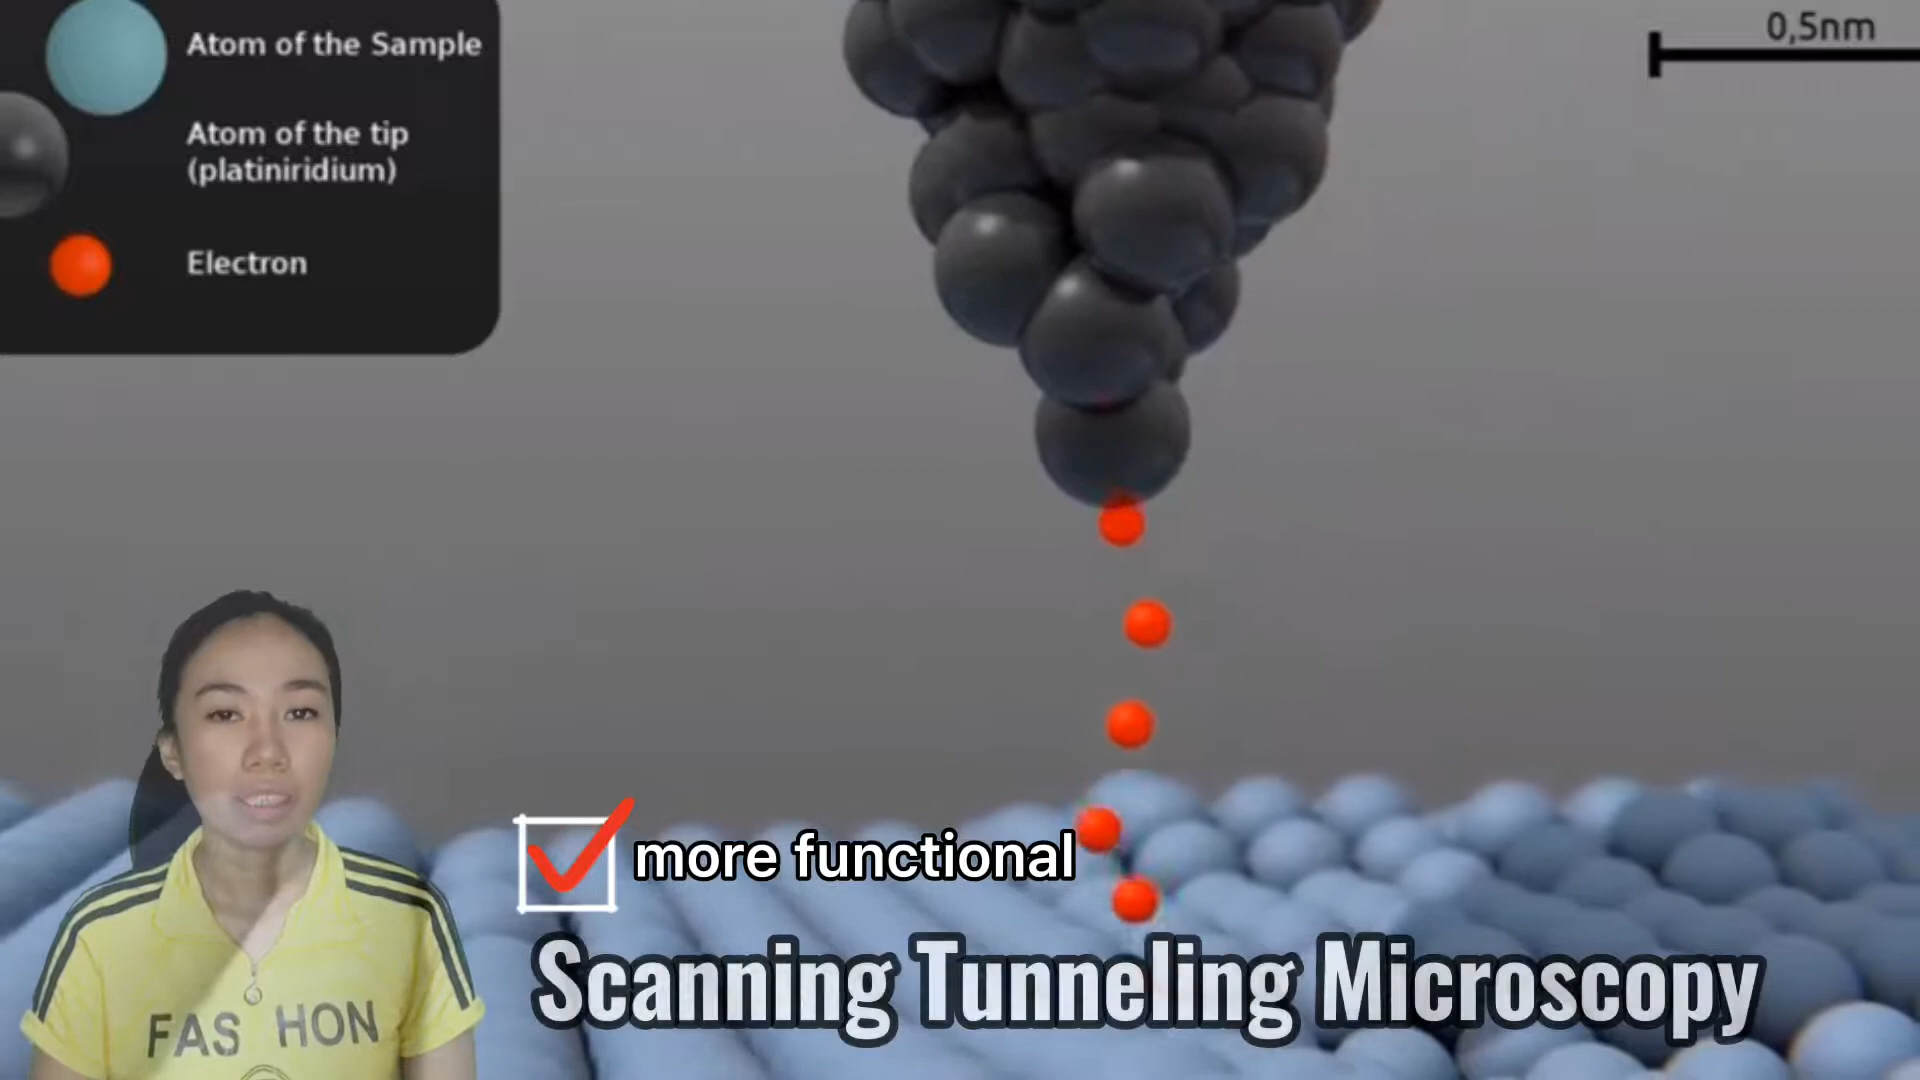 Atom of the Sample
0,5nm
Atom of the tip
(platiniridium)
Electron
more functional
Scanning Tunneling Microscopy
FAS HON